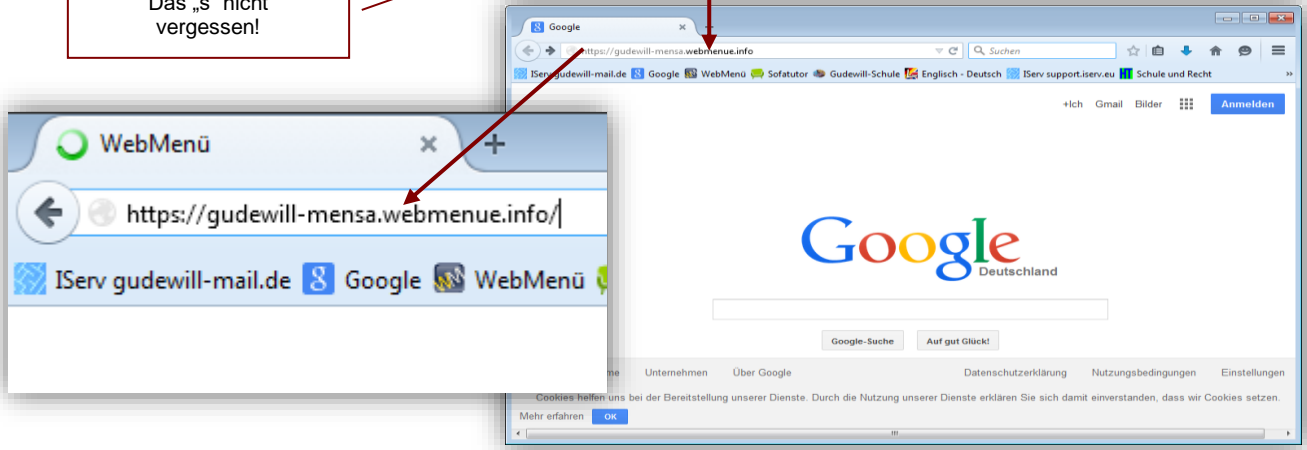 Das „s“ nicht
vergessen!
Google
https://gudewill-mensa.webmenue.info
Suchen
IServ gudewill-mail.de Google WebMenü Sofatutor Gudewill-Schule Englisch - Deutsch IServ support.iserv.eu HT Schule und Recht »
+Ich Gmail Bilder Anmelden
Google
Deutschland
Google-Suche Auf gut Glück!
Unternehmen Über Google Datenschutzerklärung Nutzungsbedingungen Einstellungen
Cookies helfen uns bei der Bereitstellung unserer Dienste. Durch die Nutzung unserer Dienste erklären Sie sich damit einverstanden, dass wir Cookies setzen.
Mehr erfahren OK
WebMenü
https://gudewill-mensa.webmenue.info/
IServ gudewill-mail.de 8 Google WebMenü